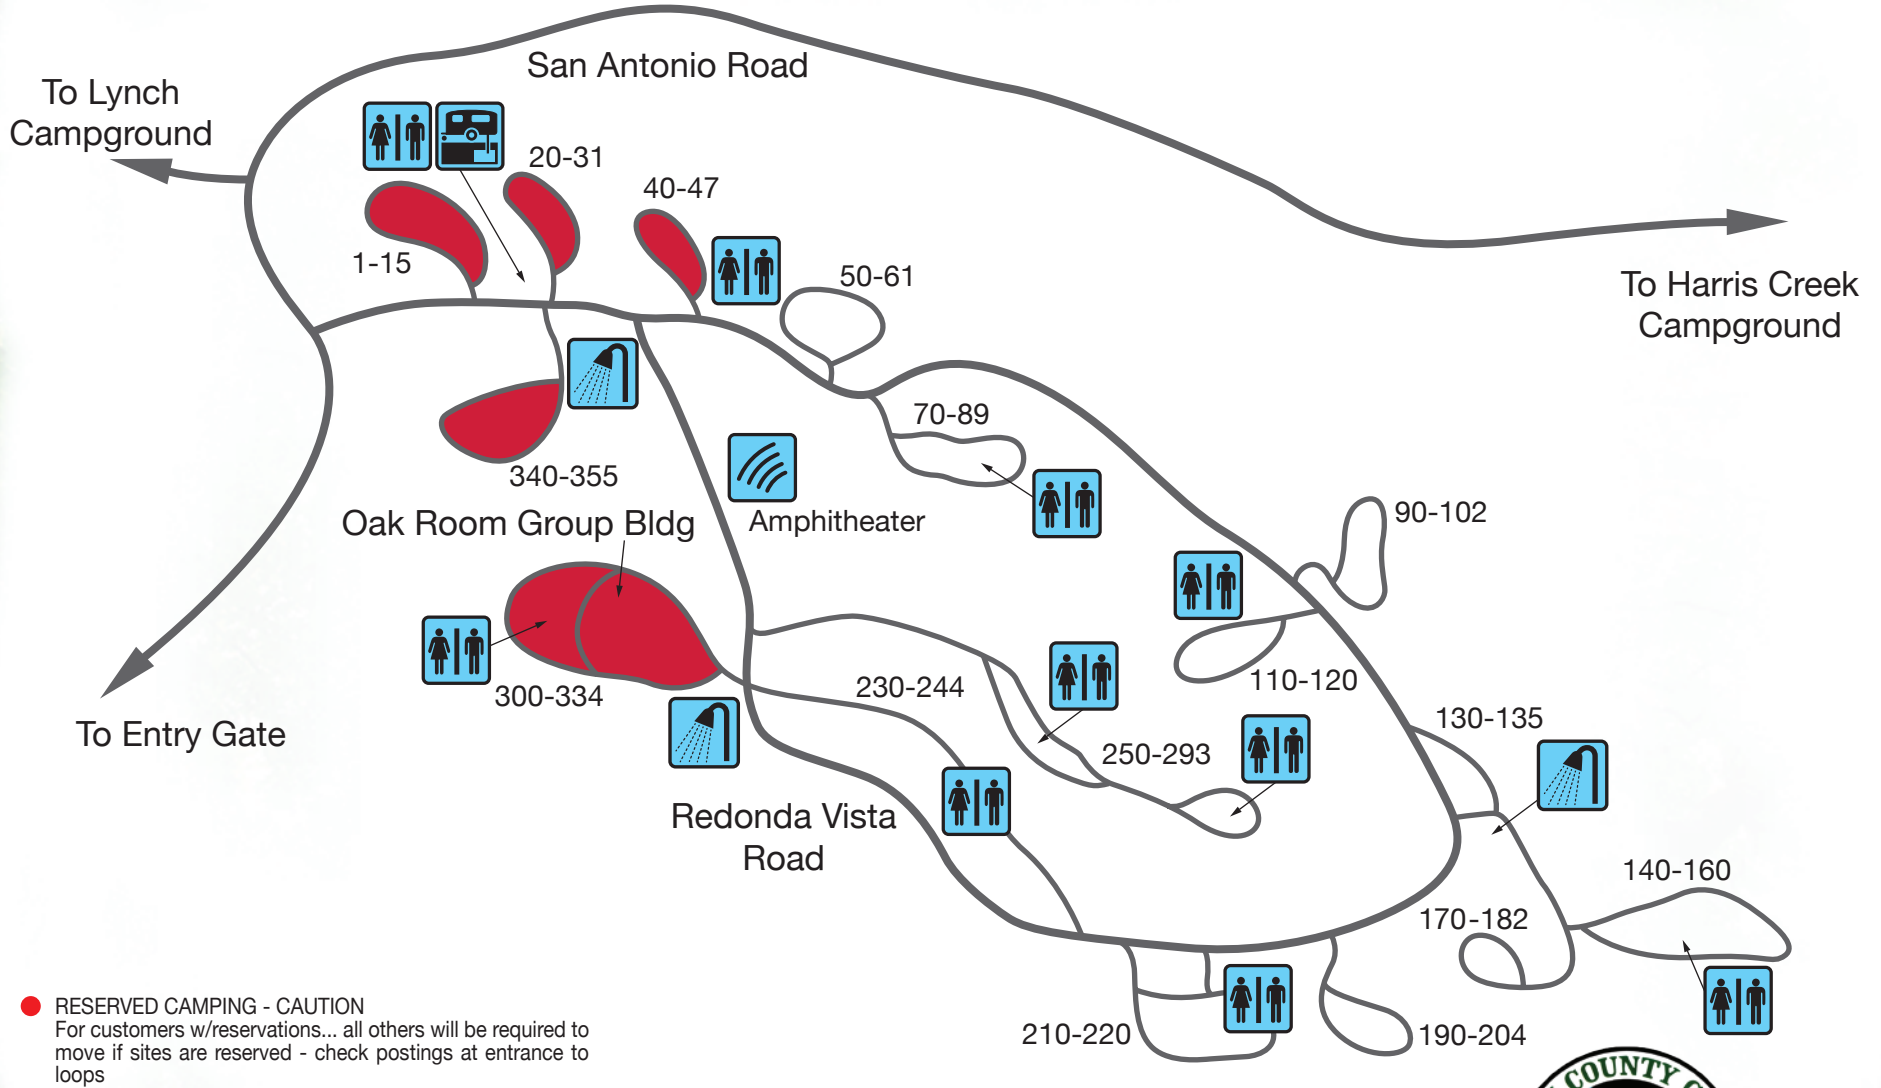 San Antonio Road
To Lynch
Campground
20-31
40-47
1-15
50-61
To Harris Creek
Campground
70-89
340-355
90-102
Oak Room Group Bldg
Amphitheater
110-120
230-244
300-334
130-135
To Entry Gate
250-293
Redonda Vista
Road
140-160
170-182
210-220
190-204
RESERVED CAMPING - CAUTION
For customers w/reservations... all others will be required to
move if sites are reserved - check postings at entrance to
loops
COUNTY